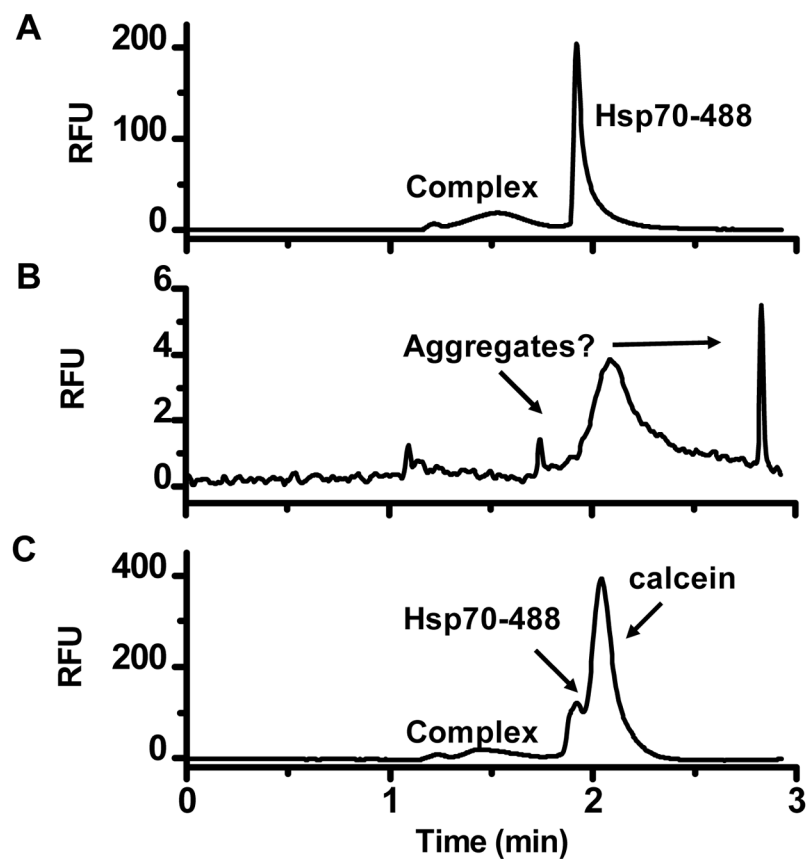 A
200
100
0
RFU
Complex
Hsp70-488
B
6
4
2
0
RFU
Aggregates?
C
400
200
0
RFU
Hsp70-488
calcein
Complex
0 1 2 3
Time (min)